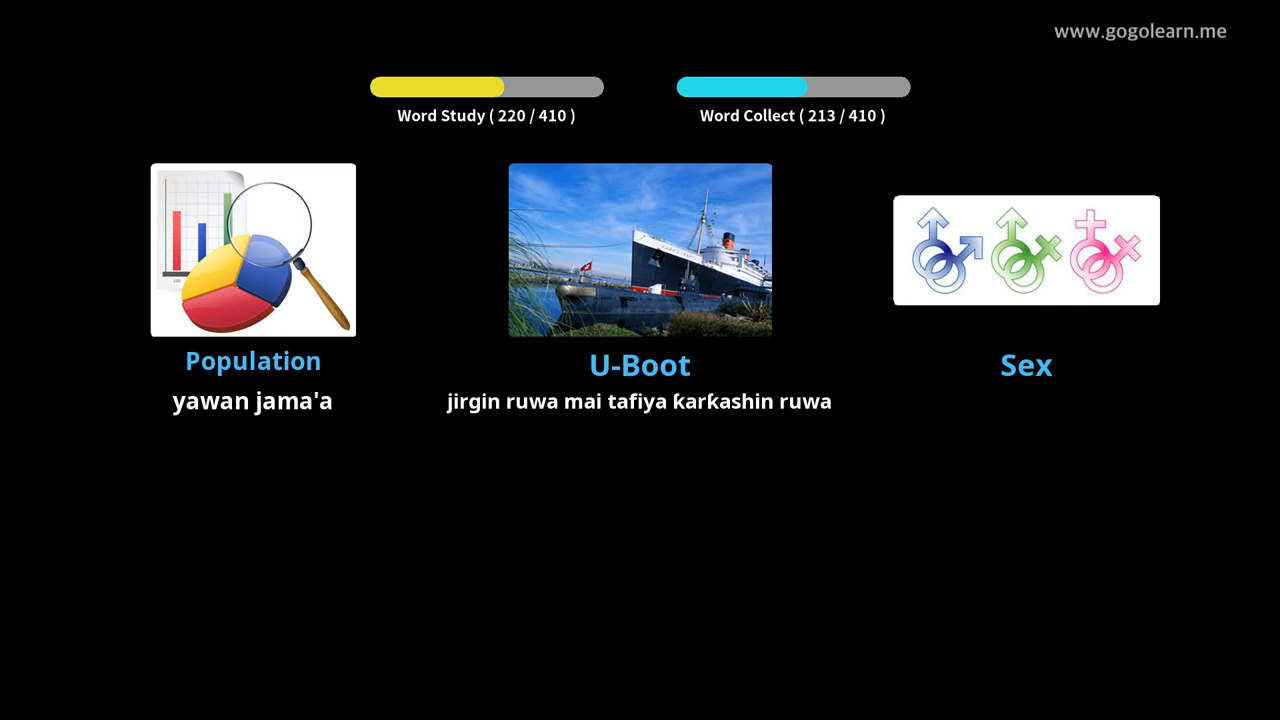 www.gogolearn.me
Word Study ( 220 / 410 )
Word Collect ( 213 / 410 )
Population
yawan jama'a
U-Boot
jirgin ruwa mai tafiya ƙarƙashin ruwa
Sex